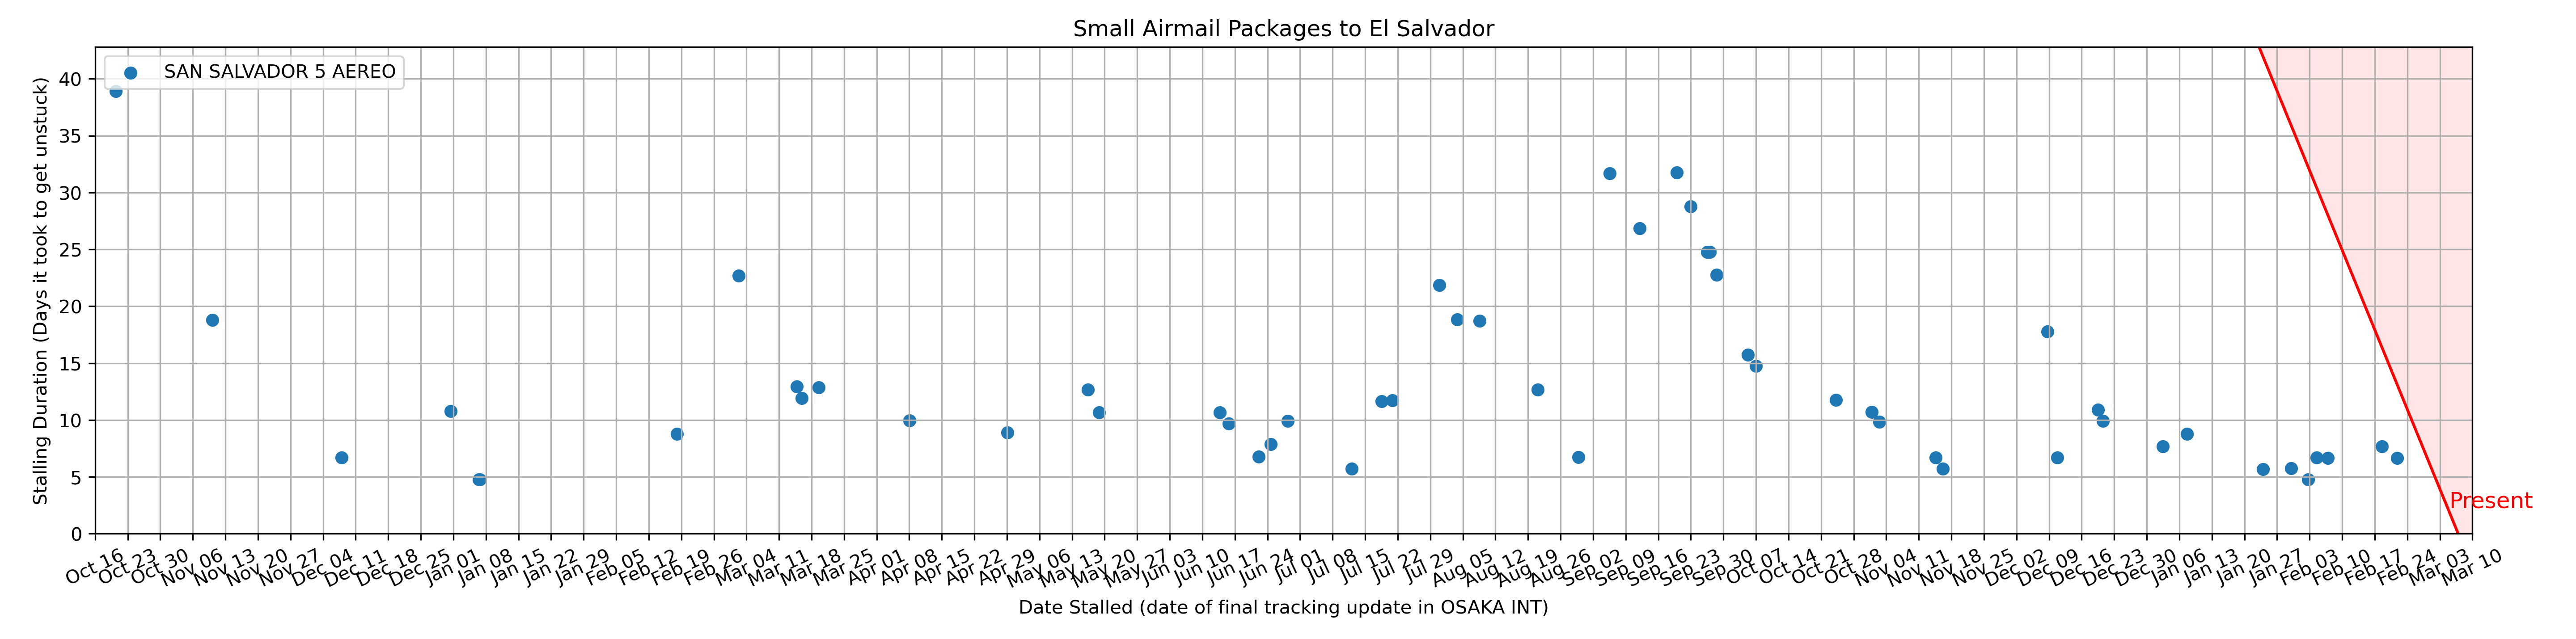 Small Airmail Packages to El Salvador
SAN SALVADOR 5 AEREO
Stalling Duration (Days it took to get unstuck)
40
35
30
25
20
15
10
5
0
Present
Oct 16
Oct 23
Oct 30
Nov 06
Nov 13
Nov 20
Nov 27
Dec 04
Dec 11
Dec 18
Dec 25
Jan 01
Jan 08
Jan 15
Jan 22
Jan 29
Feb 05
Feb 12
Feb 19
Feb 26
Mar 04
Mar 11
Mar 18
Mar 25
Apr 01
Apr 08
Apr 15
Apr 22
Apr 29
May 06
May 13
May 20
May 27
Jun 03
Jun 10
Jun 17
Jun 24
Jul 01
Jul 08
Jul 15
Jul 22
Jul 29
Aug 05
Aug 12
Aug 19
Aug 26
Sep 02
Sep 09
Sep 16
Sep 23
Sep 30
Oct 07
Oct 14
Oct 21
Oct 28
Nov 04
Nov 11
Nov 18
Nov 25
Dec 02
Dec 09
Dec 16
Dec 23
Dec 30
Jan 06
Jan 13
Jan 20
Jan 27
Feb 03
Feb 10
Feb 17
Feb 24
Mar 03
Mar 10
Date Stalled (date of final tracking update in OSAKA INT)